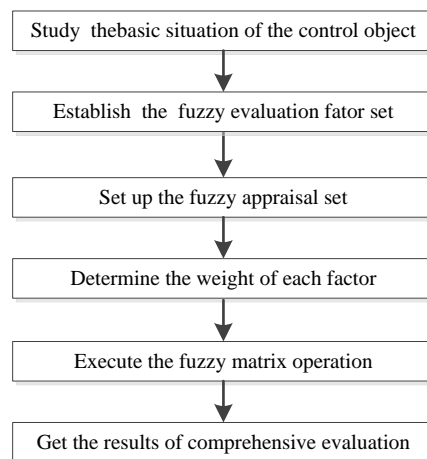 Study thebasic situation of the control object
Establish the fuzzy evaluation fator set
Set up the fuzzy appraisal set
Determine the weight of each factor
Execute the fuzzy matrix operation
Get the results of comprehensive evaluation